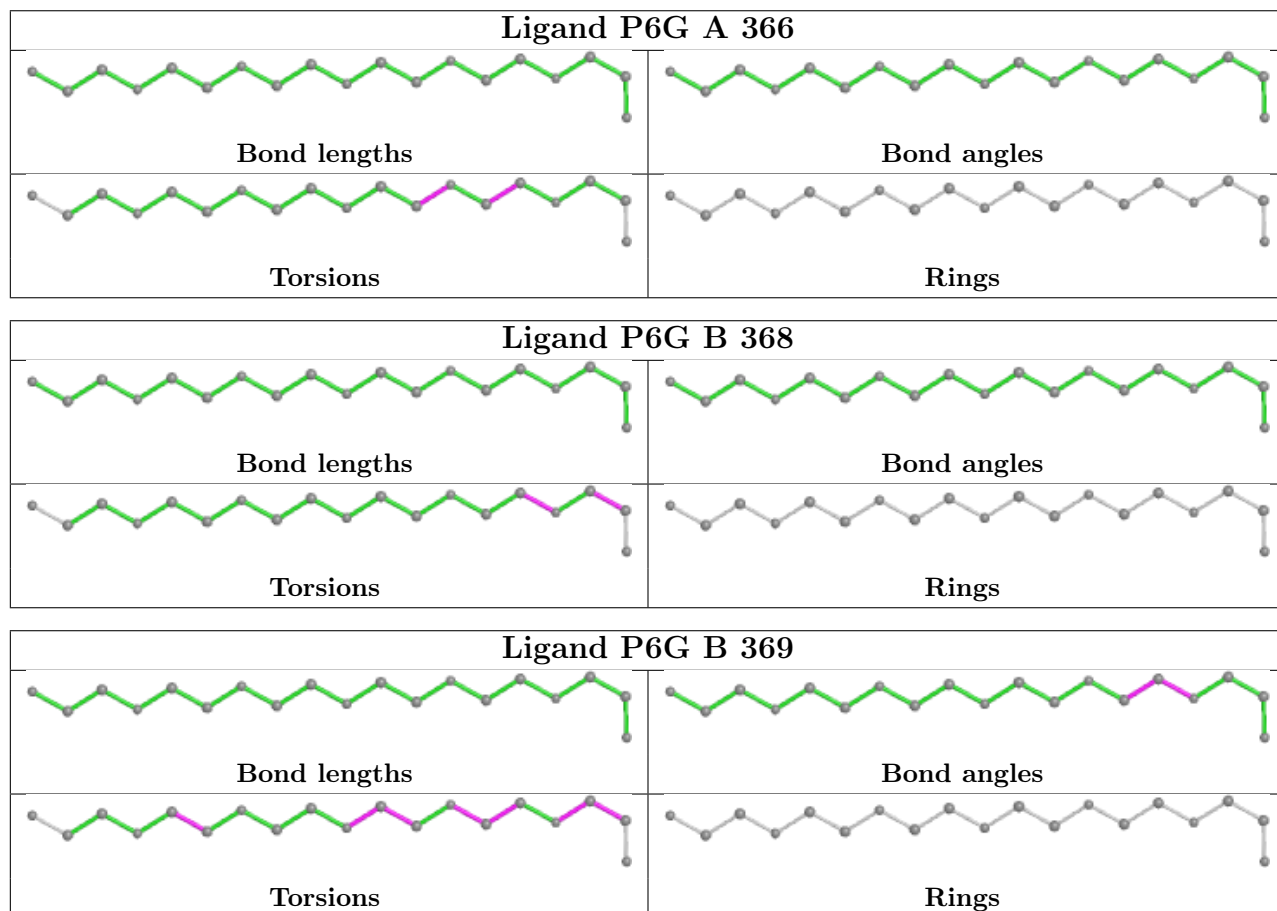 Ligand P6G A 366
Bond lengths Bond angles
Torsions Rings
Ligand P6G B 368
Bond lengths Bond angles
Torsions Rings
Ligand P6G B 369
Bond lengths Bond angles
Torsions Rings